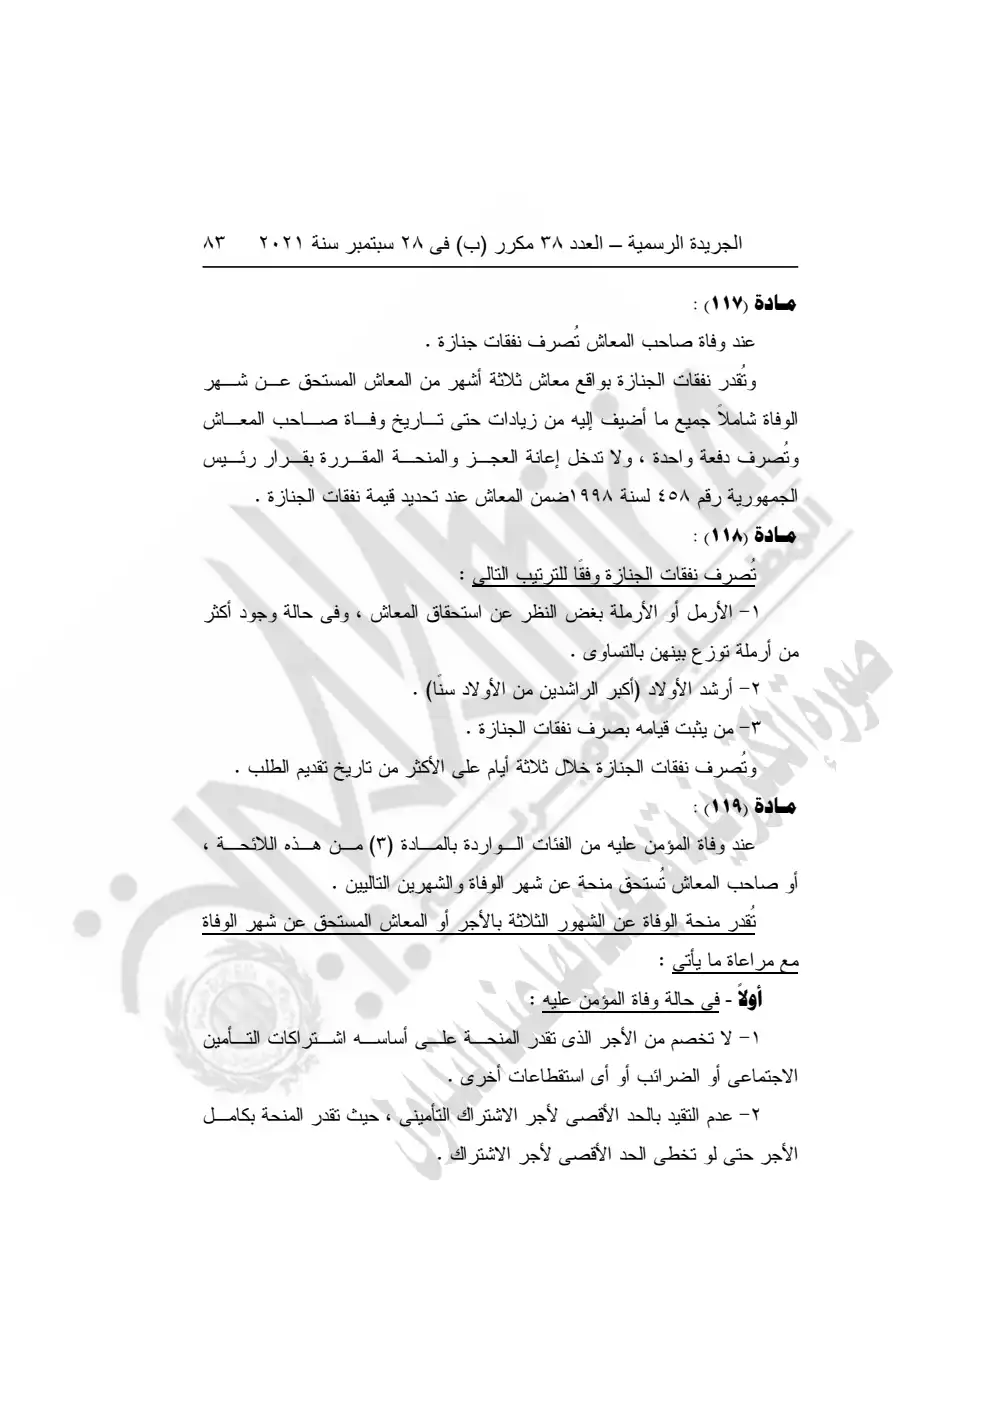 الجريدة الرسمية – العدد ٣٨ مكرر (ب) فى ٢٨ سبتمبر سنة ٢٠٢١ ٨٣
مادة (١١٧) :
عند وفاة صاحب المعاش تُصرف نفقات جنازة .
وتُقدر نفقات الجنازة بواقع معاش ثلاثة أشهر من المعاش المستحق عن شهر
الوفاة شاملاً جميع ما أضيف إليه من زيادات حتى تاريخ وفاة صاحب المعاش
وتُصرف دفعة واحدة ، ولا تدخل إعانة العجز والمنحة المقررة بقرار رئيس
الجمهورية رقم ٤٥٨ لسنة ١٩٩٨ضمن المعاش عند تحديد قيمة نفقات الجنازة .
مادة (١١٨) :
تُصرف نفقات الجنازة وفقًا للترتيب التالى :
١- الأرمل أو الأرملة بغض النظر عن استحقاق المعاش ، وفى حالة وجود أكثر
من أرملة توزع بينهن بالتساوى .
٢- أرشد الأولاد (أكبر الراشدين من الأولاد سنًا) .
٣- من يثبت قيامه بصرف نفقات الجنازة .
وتُصرف نفقات الجنازة خلال ثلاثة أيام على الأكثر من تاريخ تقديم الطلب .
مادة (١١٩) :
عند وفاة المؤمن عليه من الفئات الواردة بالمادة (٣) من هذه اللائحة ،
أو صاحب المعاش تُستحق منحة عن شهر الوفاة والشهرين التاليين .
تُقدر منحة الوفاة عن الشهور الثلاثة بالأجر أو المعاش المستحق عن شهر الوفاة
مع مراعاة ما يأتى :
أولاً - فى حالة وفاة المؤمن عليه :
١- لا تخصم من الأجر الذى تقدر المنحة على أساسه اشتراكات التأمين
الاجتماعى أو الضرائب أو أى استقطاعات أخرى .
٢- عدم التقيد بالحد الأقصى لأجر الاشتراك التأمينى ، حيث تقدر المنحة بكامل
الأجر حتى لو تخطى الحد الأقصى لأجر الاشتراك .